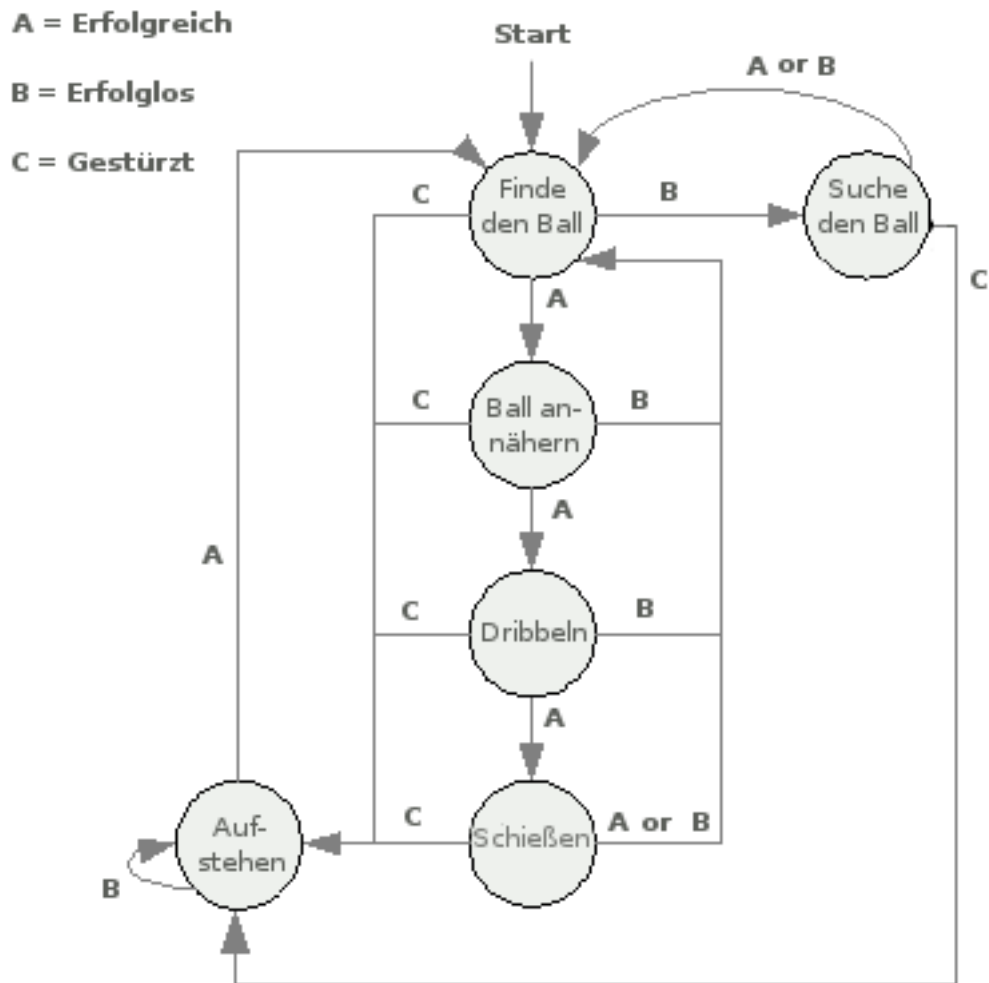 A = Erfolgreich
Start
A or B
B = Erfolglos
C = Gestürzt
Finde
den Ball
C
B
Suche
den Ball
C
A
Ball an-
nähern
C
B
A
A
Dribbeln
C
B
A
Schießen
C
A or B
Auf-
stehen
B